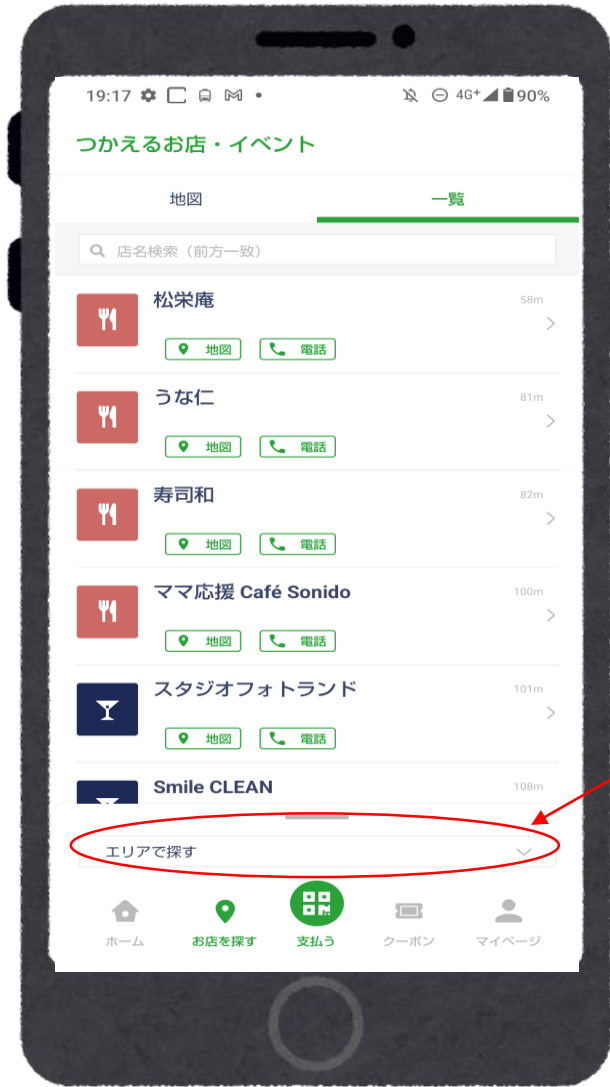 19:17
4G+ 90%
つかえるお店・イベント
地図 一覧
店名検索（前方一致）
松栄庵 58m
地図 電話
うな仁 81m
地図 電話
寿司和 82m
地図 電話
ママ応援 Café Sonido 100m
地図 電話
スタジオフォトランド 101m
地図 電話
Smile CLEAN 108m
エリアで探す
ホーム お店を探す 支払う クーポン マイページ